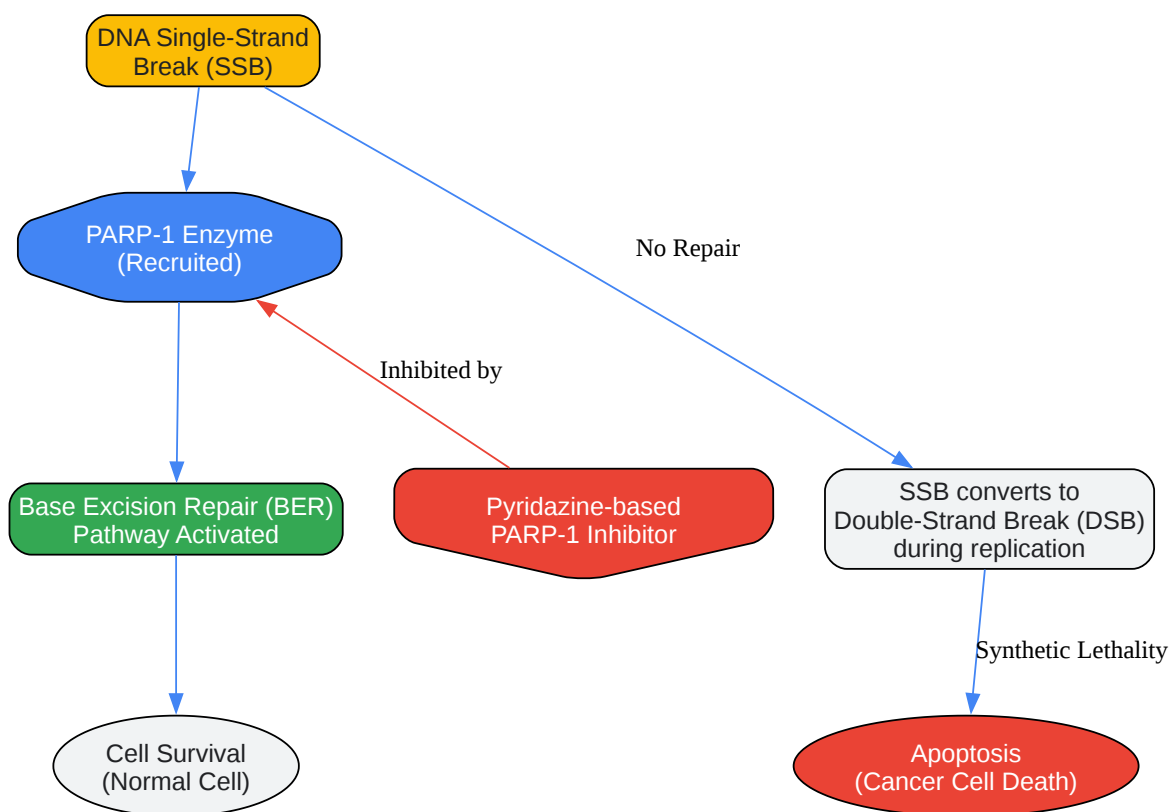 DNA Single-Strand
Break (SSB)
PARP-1 Enzyme
(Recruited)
No Repair
Inhibited by
Base Excision Repair (BER)
Pathway Activated
Pyridazine-based
PARP-1 Inhibitor
SSB converts to
Double-Strand Break (DSB)
during replication
Synthetic Lethality
Cell Survival
(Normal Cell)
Apoptosis
(Cancer Cell Death)